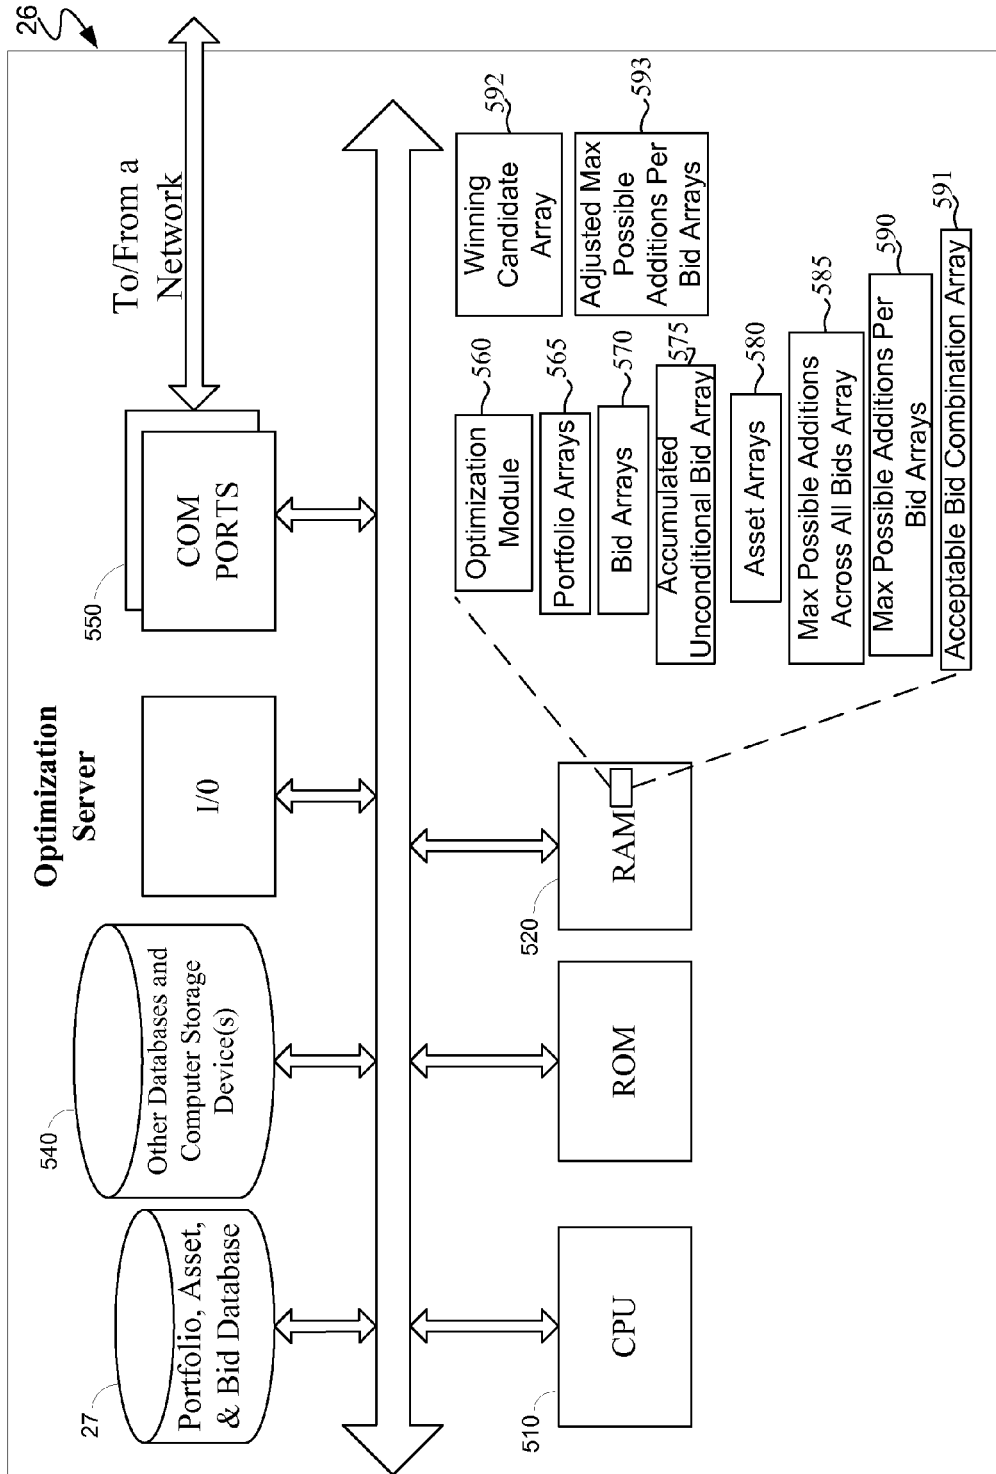 26
Optimization
Server
To/From a
Network
27
Portfolio, Asset,
& Bid Database
540
Other Databases and
Computer Storage
Device(s)
I/0
550
COM
PORTS
510
CPU
ROM
520
RAM
Optimization
Module
560
Portfolio Arrays
565
Bid Arrays
570
Accumulated
Unconditional Bid Array
575
Asset Arrays
580
Max Possible Additions
Across All Bids Array
585
Max Possible Additions Per
Bid Arrays
590
Acceptable Bid Combination Array
591
Winning
Candidate
Array
592
Adjusted Max
Possible
Additions Per
Bid Arrays
593